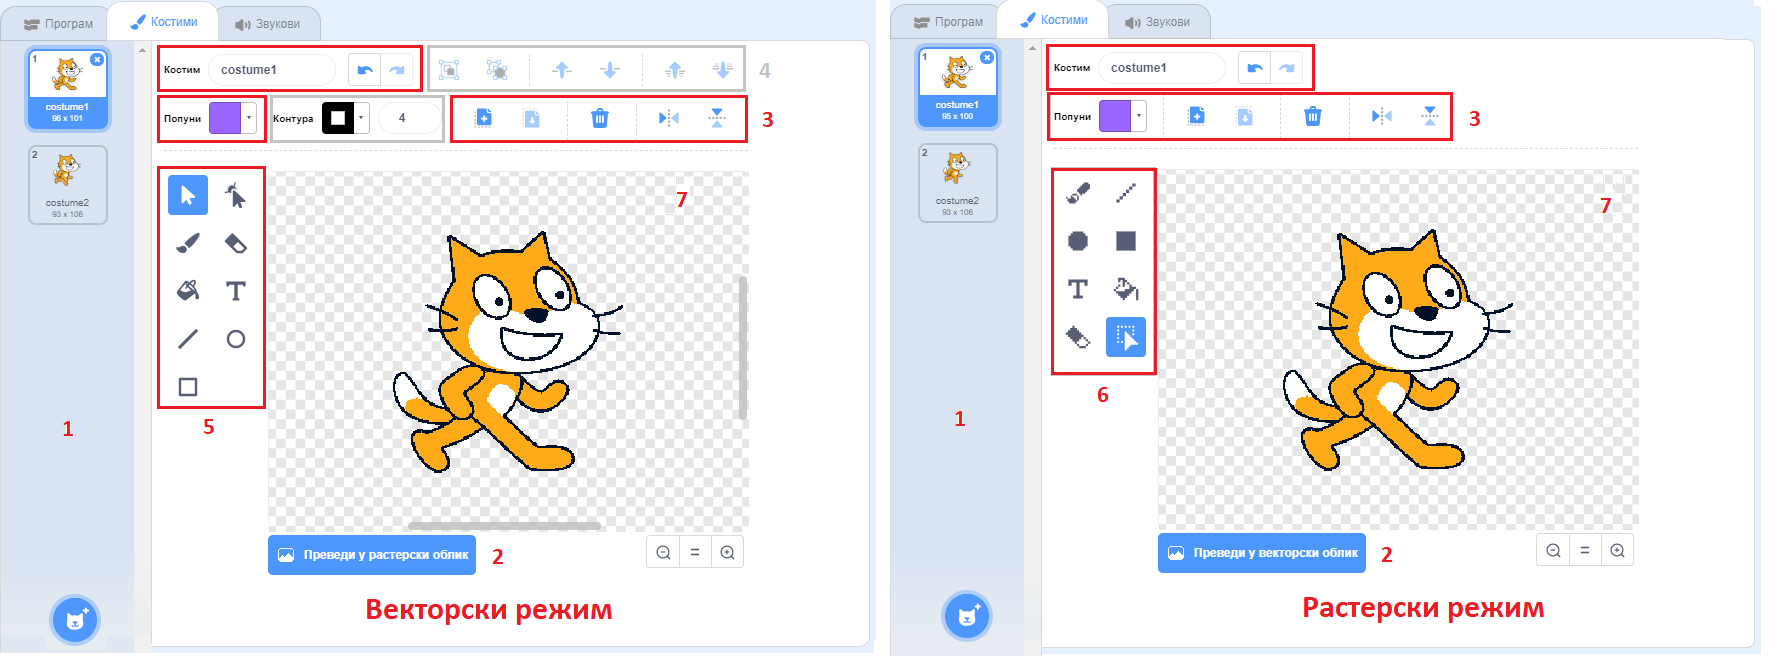 Програм
Костими
Звукови
1
costume1
96 x 101
2
costume2
93 x 106
1
Костим
costume1
4
Попуни
Контура
4
3
7
5
Преведи у растерски облик
2
=
Векторски режим
Програм
Костими
Звукови
1
costume1
95 x 100
2
costume2
93 x 106
1
Костим
costume1
Попуни
3
7
T
6
Преведи у векторски облик
2
=
Растерски режим